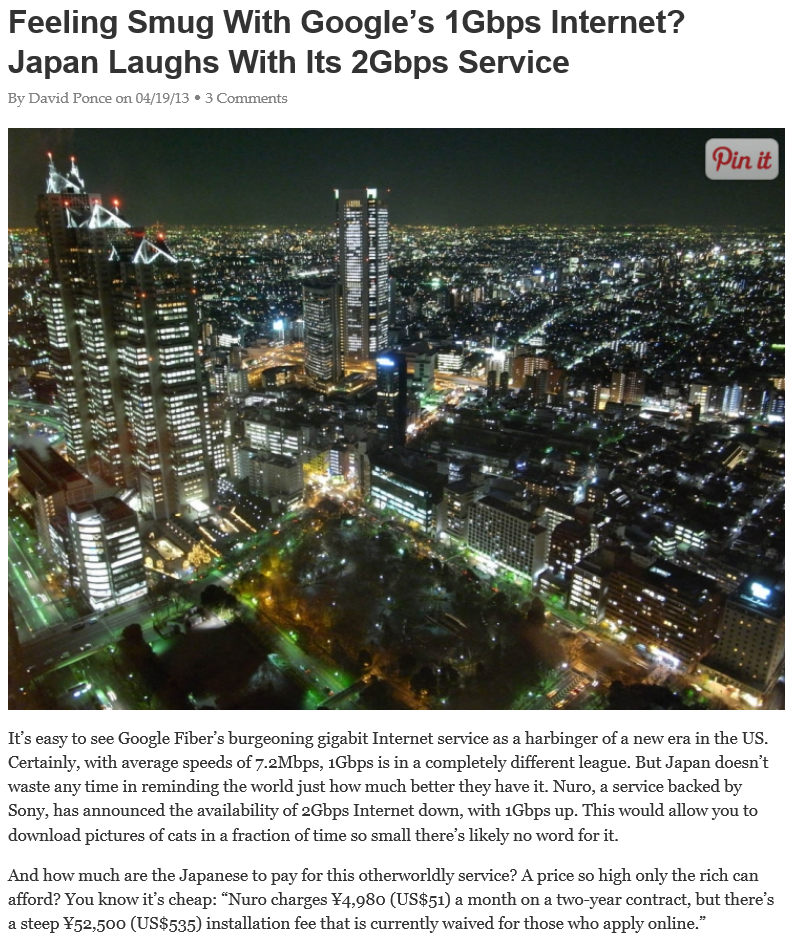 Feeling Smug With Google’s 1Gbps Internet?
Japan Laughs With Its 2Gbps Service
By David Ponce on 04/19/13 • 3 Comments
Pin it
It’s easy to see Google Fiber’s burgeoning gigabit Internet service as a harbinger of a new era in the US.
Certainly, with average speeds of 7.2Mbps, 1Gbps is in a completely different league. But Japan doesn’t
waste any time in reminding the world just how much better they have it. Nuro, a service backed by
Sony, has announced the availability of 2Gbps Internet down, with 1Gbps up. This would allow you to
download pictures of cats in a fraction of time so small there’s likely no word for it.
And how much are the Japanese to pay for this otherworldly service? A price so high only the rich can
afford? You know it’s cheap: “Nuro charges ¥4,980 (US$51) a month on a two-year contract, but there’s
a steep ¥52,500 (US$535) installation fee that is currently waived for those who apply online.”